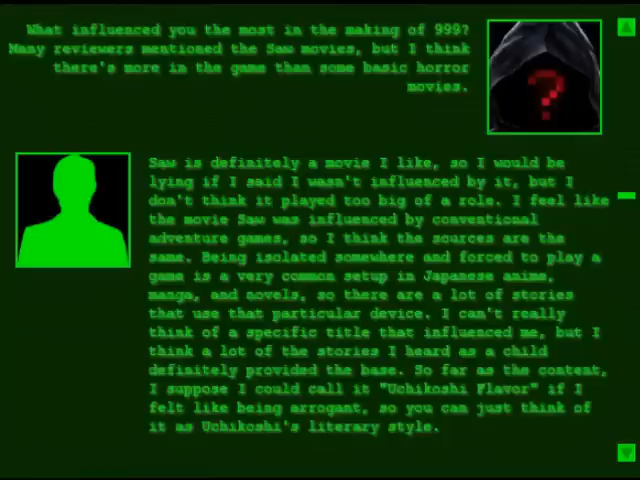 What influenced you the most in the making of 999?
Many reviewers mentioned the Saw movies, but I think
there's more in the game than some basic horror
movies.
?
Saw is definitely a movie I like, so I would be
lying if I said I wasn't influenced by it, but I
don't think it played too big of a role. I feel like
the movie Saw was influenced by conventional
adventure games, so I think the sources are the
same. Being isolated somewhere and forced to play a
game is a very common setup in Japanese anime,
manga, and novels, so there are a lot of stories
that use that particular device. I can't really
think of a specific title that influenced me, but I
think a lot of the stories I heard as a child
definitely provided the base. So far as the content,
I suppose I could call it "Uchikoshi Flavor" if I
felt like being arrogant, so you can just think of
it as Uchikoshi's literary style.